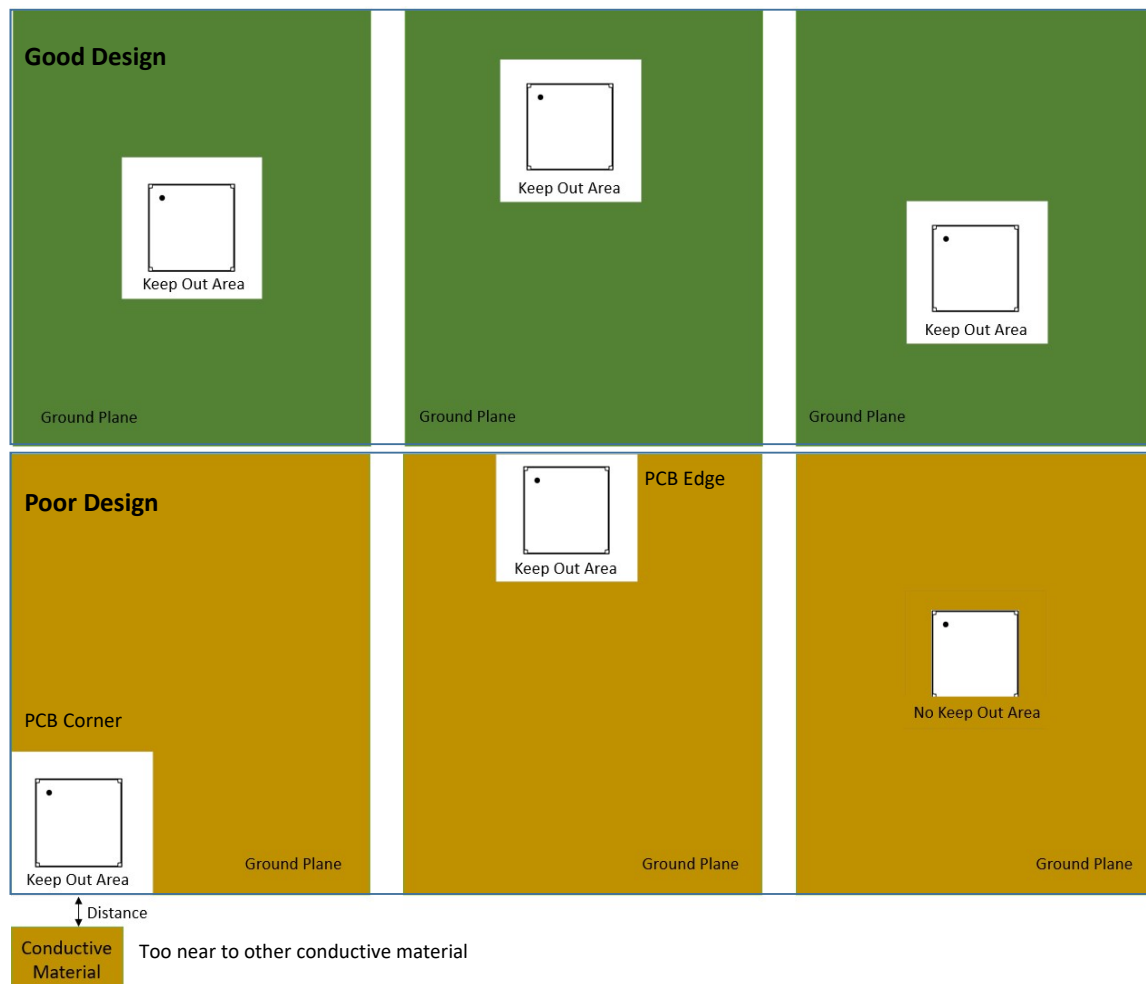 Good Design
Keep Out Area
Keep Out Area
Keep Out Area
Ground Plane
Ground Plane
Ground Plane
Poor Design
PCB Edge
Keep Out Area
No Keep Out Area
PCB Corner
Keep Out Area
Ground Plane
Ground Plane
Ground Plane
Distance
Conductive
Material
Too near to other conductive material